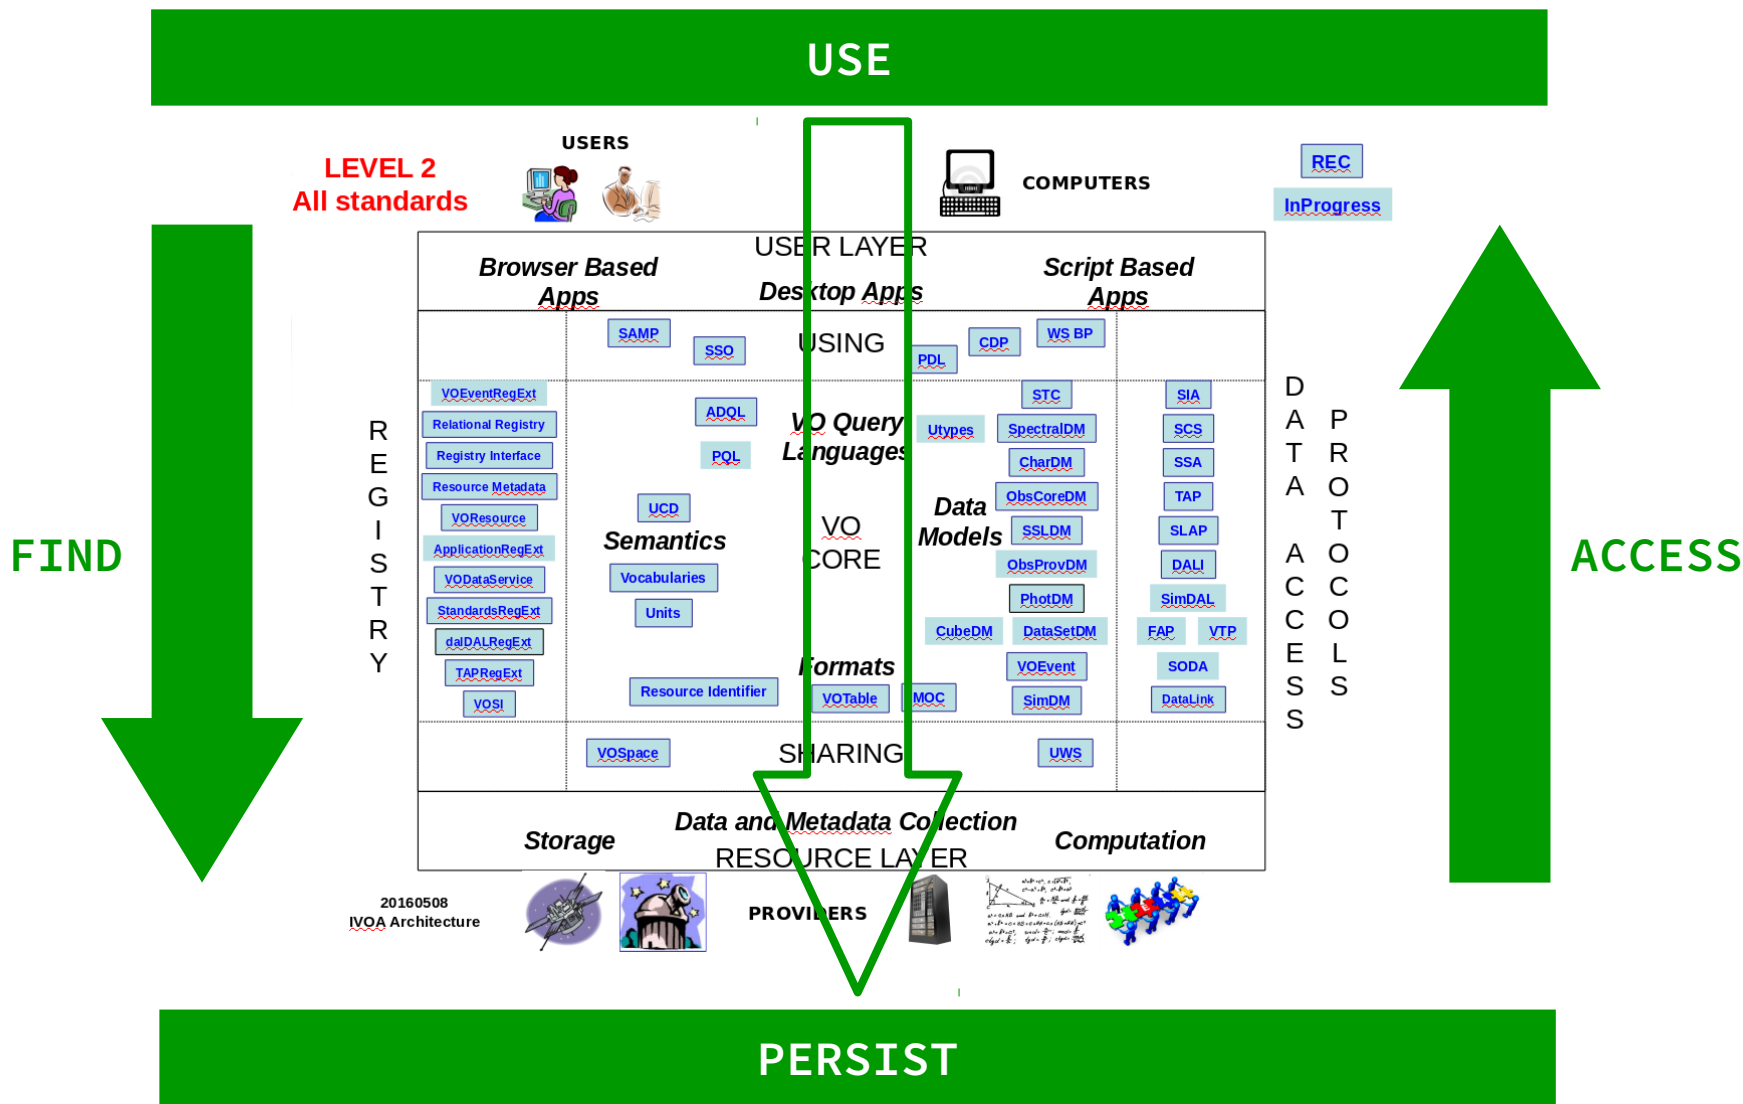 USE
USERS
LEVEL 2
All standards
COMPUTERS
REC
InProgress
USER LAYER
Browser Based
Apps
Desktop Apps
Script Based
Apps
SAMP
SSO
USING
PDL
CDP
WS BP
REGISTRY
VOEventRegExt
Relational Registry
Registry Interface
Resource Metadata
VOResource
ApplicationRegExt
VODataService
StandardsRegExt
dalDALRegExt
TAPRegExt
VOSI
ADQL
PQL
VO Query
Languages
UCD
Semantics
Vocabularies
Units
VO
CORE
Resource Identifier
Formats
VOTable
MOC
Utypes
Data
Models
STC
SpectralDM
CharDM
ObsCoreDM
SSLDM
ObsProvDM
PhotDM
CubeDM
DataSetDM
VOEvent
SimDM
SIA
SCS
SSA
TAP
SLAP
DALI
SimDAL
FAP
VTP
SODA
DataLink
DATA ACCESS
PROTOCOLS
FIND
ACCESS
VOSpace
SHARING
UWS
Data and Metadata Collection
Storage
Computation
RESOURCE LAYER
20160508
IVOA Architecture
PROVIDERS
PERSIST